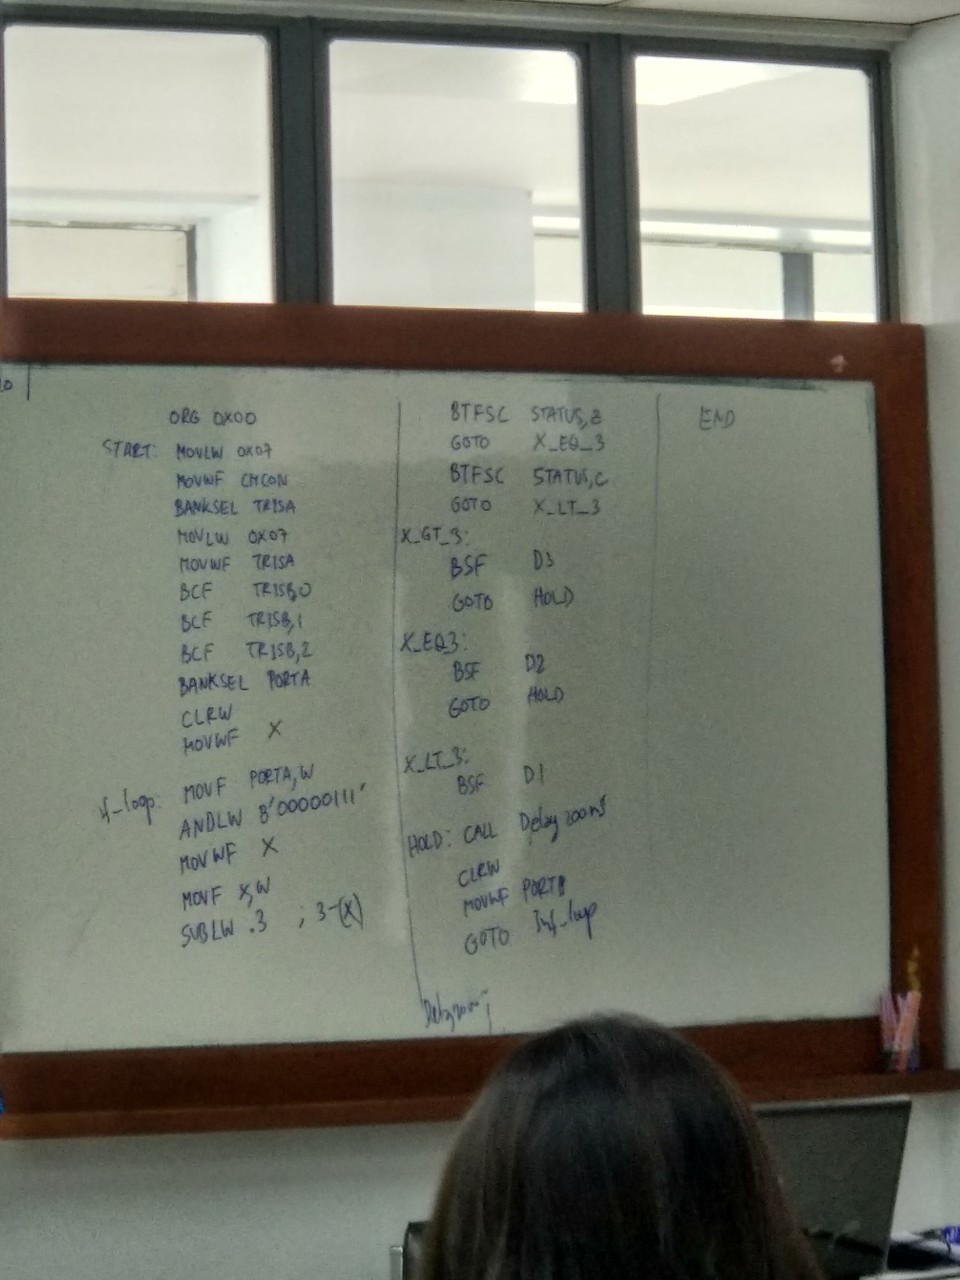 ORG 0X00
START: MOVLW 0X07
MOVWF CMCON
BANKSEL TRISA
MOVLW 0X07
MOVWF TRISA
BCF TRISB,0
BCF TRISB,1
BCF TRISB,2
BANKSEL PORTA
CLRW
MOVWF X
f_loop: MOVF PORTA,W
ANDLW B'00000111'
MOVWF X
MOVF X,W
SUBLW .3 ; 3-(X)
BTFSC STATUS,Z
GOTO X_EQ_3
BTFSC STATUS,C
GOTO X_LT_3
X_GT_3:
BSF D3
GOTO HOLD
X_EQ3:
BSF D2
GOTO HOLD
X_LT_3:
BSF D1
HOLD: CALL Delay200ms
CLRW
MOVWF PORTB
GOTO Inf_loop
END